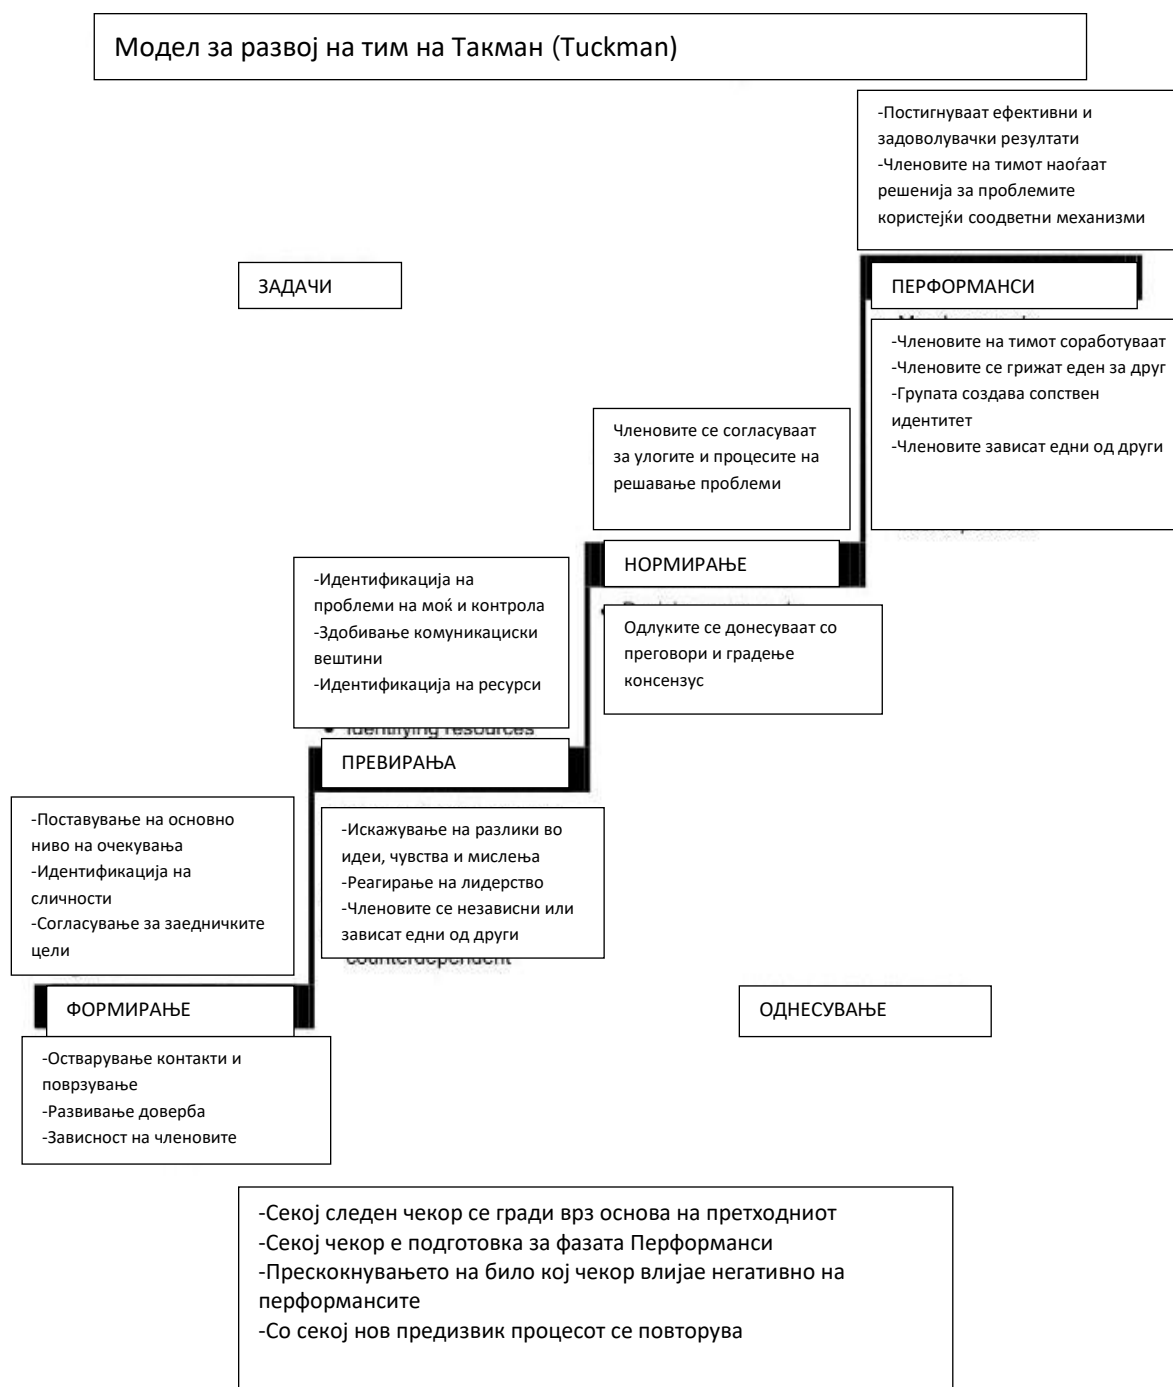 Модел за развој на тим на Такман (Tuckman)
-Постигнуваат ефективни и
задоволувачки резултати
-Членовите на тимот наоѓаат
решенија за проблемите
користејќи соодветни механизми
ЗАДАЧИ
ПЕРФОРМАНСИ
-Членовите на тимот соработуваат
-Членовите се грижат еден за друг
-Групата создава сопствен
идентитет
-Членовите зависат едни од други
Членовите се согласуваат
за улогите и процесите на
решавање проблеми
НОРМИРАЊЕ
Одлуките се донесуваат со
преговори и градење
консензус
-Идентификација на
проблеми на моќ и контрола
-Здобивање комуникациски
вештини
-Идентификација на ресурси
Identifying resources
ПРЕВИРАЊА
-Искажување на разлики во
идеи, чувства и мислења
-Реагирање на лидерство
-Членовите се независни или
зависат едни од други
counterdependent
-Поставување на основно
ниво на очекувања
-Идентификација на
сличности
-Согласување за заедничките
цели
ФОРМИРАЊЕ
ОДНЕСУВАЊЕ
-Остварување контакти и
поврзување
-Развивање доверба
-Зависност на членовите
-Секој следен чекор се гради врз основа на претходниот
-Секој чекор е подготовка за фазата Перформанси
-Прескокнувањето на било кој чекор влијае негативно на
перформансите
-Со секој нов предизвик процесот се повторува